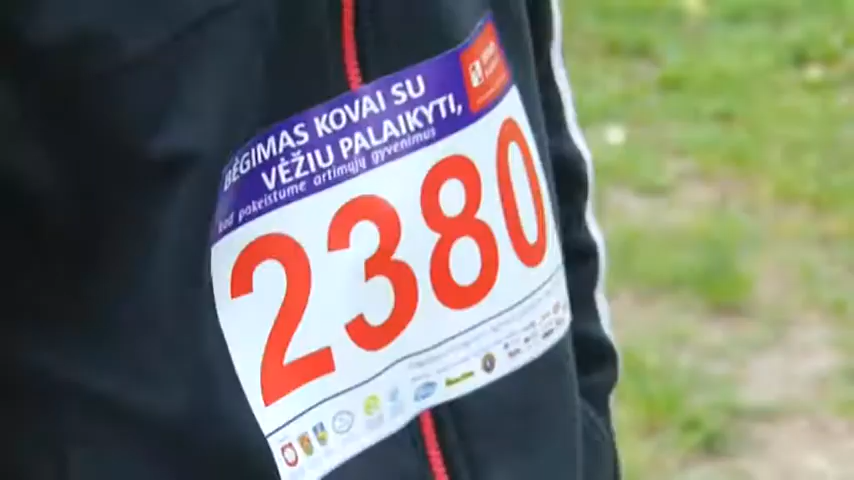 BĖGIMAS KOVAI SU
VĖŽIU PALAIKYTI,
kad pakeistume artimųjų gyvenimus
2380